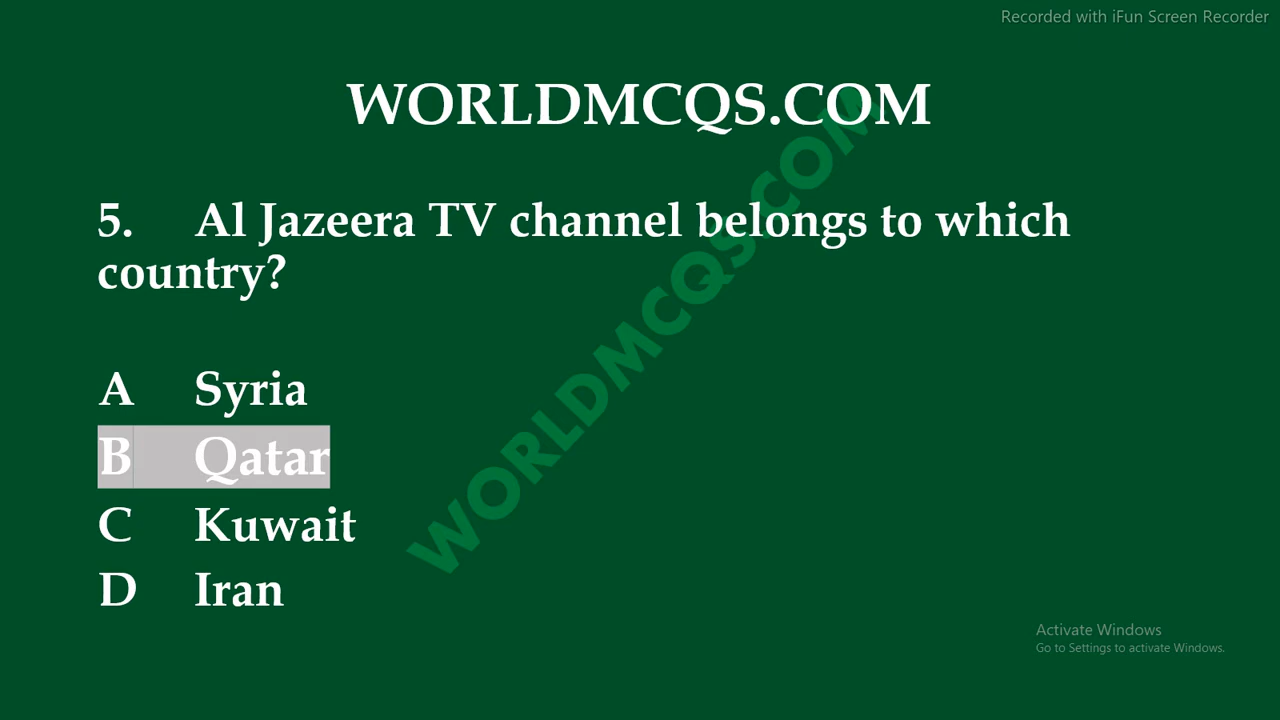 Recorded with iFun Screen Recorder
WORLDMCQS.COM
5. Al Jazeera TV channel belongs to which
country?
WORLDMCQS.COM
A Syria
B Qatar
C Kuwait
D Iran
Activate Windows
Go to Settings to activate Windows.